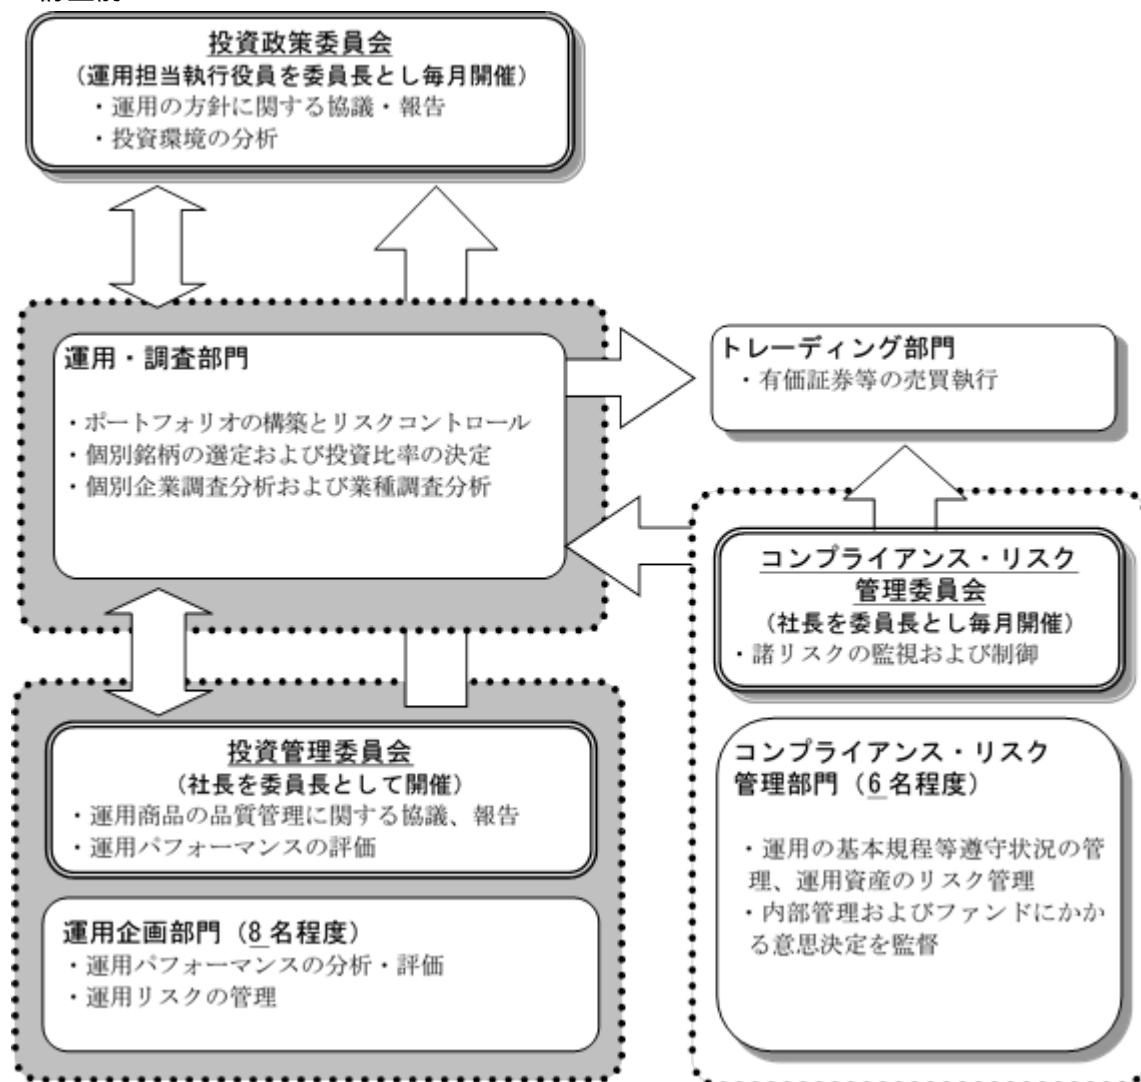 投資政策委員会
（運用担当執行役員を委員長とし毎月開催）
・運用の方針に関する協議・報告
・投資環境の分析
運用・調査部門
・ポートフォリオの構築とリスクコントロール
・個別銘柄の選定および投資比率の決定
・個別企業調査分析および業種調査分析
トレーディング部門
・有価証券等の売買執行
コンプライアンス・リスク
管理委員会
（社長を委員長とし毎月開催）
・諸リスクの監視および制御
投資管理委員会
（社長を委員長として開催）
・運用商品の品質管理に関する協議、報告
・運用パフォーマンスの評価
運用企画部門（8名程度）
・運用パフォーマンスの分析・評価
・運用リスクの管理
コンプライアンス・リスク
管理部門（6名程度）
・運用の基本規程等遵守状況の管
理、運用資産のリスク管理
・内部管理およびファンドにかか
る意思決定を監督